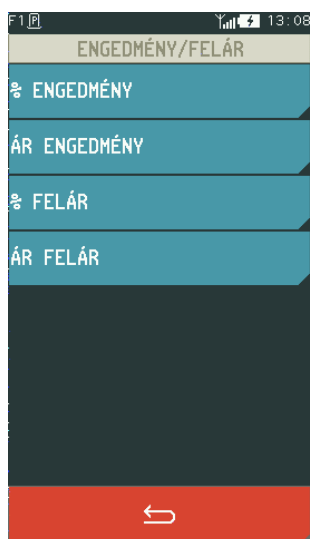 F1 P 13:08
ENGEDMÉNY/FELÁR
% ENGEDMÉNY
ÁR ENGEDMÉNY
% FELÁR
ÁR FELÁR